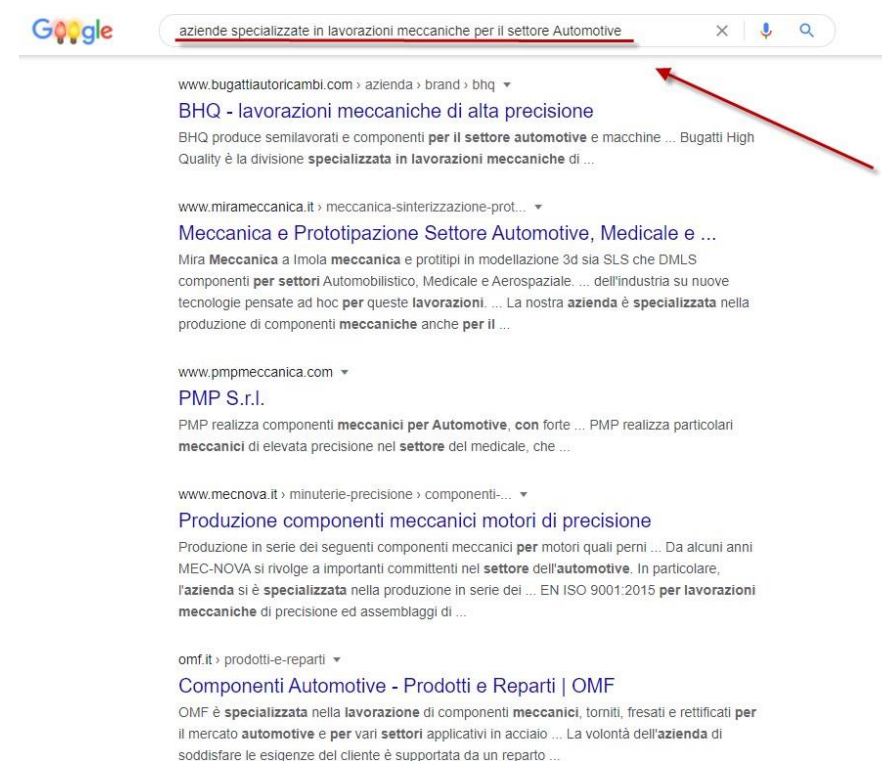 Google
aziende specializzate in lavorazioni meccaniche per il settore Automotive
www.bugattiautoricambi.com › azienda › brand › bhq
BHQ - lavorazioni meccaniche di alta precisione
BHQ produce semilavorati e componenti per il settore automotive e macchine ... Bugatti High
Quality è la divisione specializzata in lavorazioni meccaniche di ...
www.mirameccanica.it › meccanica-sinterizzazione-prot...
Meccanica e Prototipazione Settore Automotive, Medicale e ...
Mira Meccanica a Imola meccanica e protitipi in modellazione 3d sia SLS che DMLS
componenti per settori Automobilistico, Medicale e Aerospaziale. ... dell'industria su nuove
tecnologie pensate ad hoc per queste lavorazioni. ... La nostra azienda è specializzata nella
produzione di componenti meccaniche anche per il ...
www.pmpmeccanica.com
PMP S.r.l.
PMP realizza componenti meccanici per Automotive, con forte ... PMP realizza particolari
meccanici di elevata precisione nel settore del medicale, che ...
www.mecnova.it › minuterie-precisione › componenti-...
Produzione componenti meccanici motori di precisione
Produzione in serie dei seguenti componenti meccanici per motori quali perni ... Da alcuni anni
MEC-NOVA si rivolge a importanti committenti nel settore dell'automotive. In particolare,
l'azienda si è specializzata nella produzione in serie dei ... EN ISO 9001:2015 per lavorazioni
meccaniche di precisione ed assemblaggi di ...
omf.it › prodotti-e-reparti
Componenti Automotive - Prodotti e Reparti | OMF
OMF è specializzata nella lavorazione di componenti meccanici, torniti, fresati e rettificati per
il mercato automotive e per vari settori applicativi in acciaio ... La volontà dell'azienda di
soddisfare le esigenze del cliente è supportata da un reparto ...